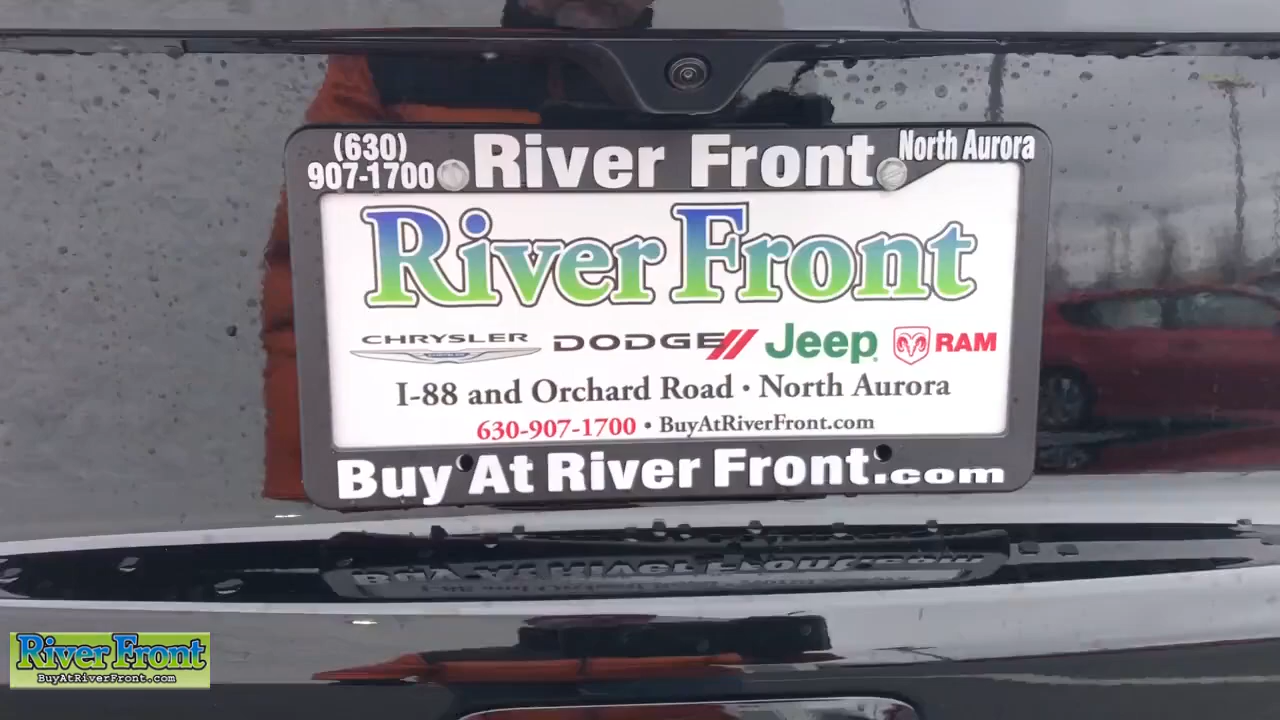 (630)
907-1700
River Front
North Aurora
River Front
CHRYSLER DODGE Jeep RAM
I-88 and Orchard Road • North Aurora
630-907-1700 • BuyAtRiverFront.com
Buy At River Front.com
River Front
BuyAtRiverFront.com